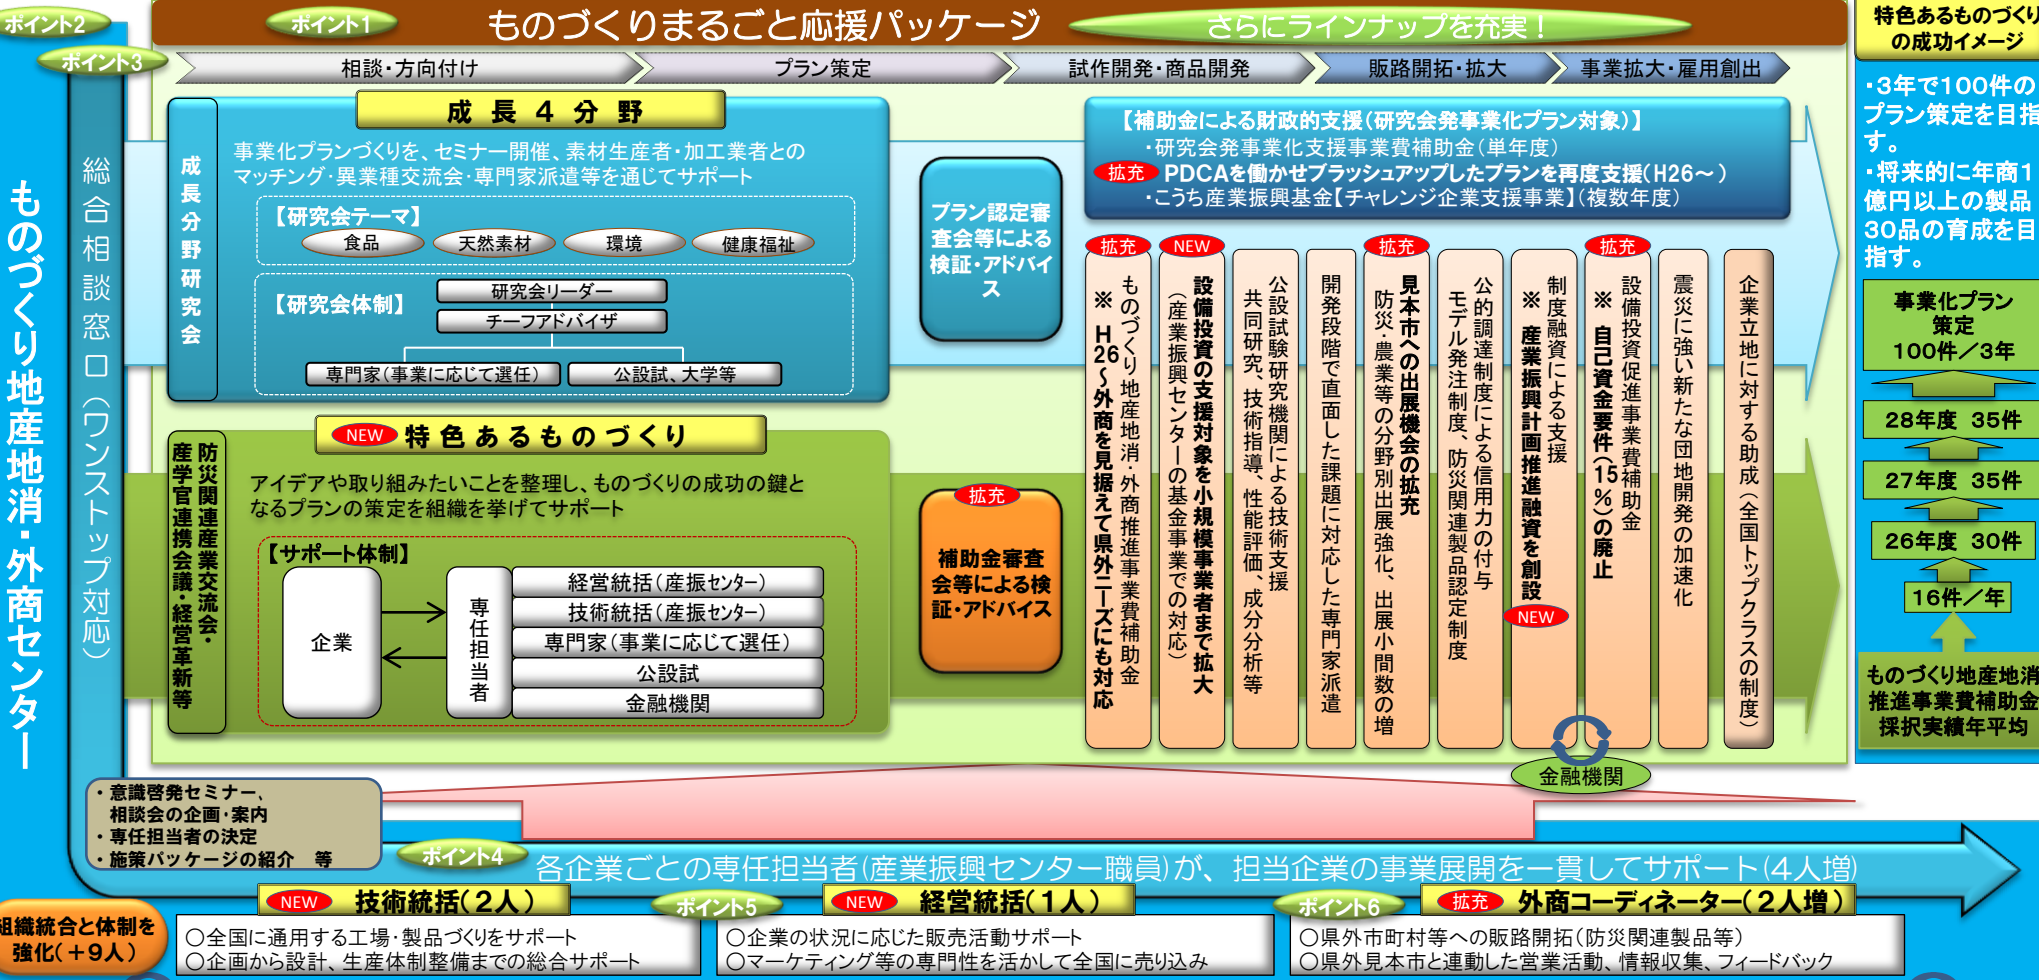 ポイント2
ポイント1
ものづくりまるごと応援パッケージ
さらにラインナップを充実！
ポイント3
相談・方向付け
プラン策定
試作開発・商品開発
販路開拓・拡大
事業拡大・雇用創出
ものづくり地産地消・外商センター
総合相談窓口（ワンストップ対応）
成長分野研究会
成長４分野
事業化プランづくりを、セミナー開催、素材生産者・加工業者との
マッチング・異業種交流会・専門家派遣等を通じてサポート
【研究会テーマ】
食品
天然素材
環境
健康福祉
【研究会体制】
研究会リーダー
チーフアドバイザ
専門家（事業に応じて選任）
公設試、大学等
プラン認定審
査会等による
検証・アドバイ
ス
【補助金による財政的支援（研究会発事業化プラン対象）】
・研究会発事業化支援事業費補助金（単年度）
拡充 PDCAを働かせブラッシュアップしたプランを再度支援（H26～）
・こうち産業振興基金【チャレンジ企業支援事業】（複数年度）
防災関連産業交流会・
産学官連携会議・経営革新等
NEW 特色あるものづくり
アイデアや取り組みたいことを整理し、ものづくりの成功の鍵と
なるプランの策定を組織を挙げてサポート
【サポート体制】
企業
専任担当者
経営統括（産振センター）
技術統括（産振センター）
専門家（事業に応じて選任）
公設試
金融機関
拡充
補助金審査
会等による検
証・アドバイス
拡充
ものづくり地産地消・外商推進事業費補助金
※ H26～外商を見据えて県外ニーズにも対応
NEW
設備投資の支援対象を小規模事業者まで拡大
（産業振興センターの基金事業での対応）
公設試験研究機関による技術支援
共同研究、技術指導、性能評価、成分分析等
開発段階で直面した課題に対応した専門家派遣
拡充
見本市への出展機会の拡充
防災・農業等の分野別出展強化、出展小間数の増
公的調達制度による信用力の付与
モデル発注制度、防災関連製品認定制度
制度融資による支援
※ 産業振興計画推進融資を創設
NEW
拡充
設備投資促進事業費補助金
※ 自己資金要件（15％）の廃止
震災に強い新たな団地開発の加速化
企業立地に対する助成（全国トップクラスの制度）
金融機関
特色あるものづくり
の成功イメージ
・3年で100件の
プラン策定を目指
す。
・将来的に年商1
億円以上の製品
30品の育成を目
指す。
事業化プラン
策定
100件／3年
28年度 35件
27年度 35件
26年度 30件
16件／年
ものづくり地産地消
推進事業費補助金
採択実績年平均
・意識啓発セミナー、
相談会の企画・案内
・専任担当者の決定
・施策パッケージの紹介 等
ポイント4
各企業ごとの専任担当者(産業振興センター職員)が、担当企業の事業展開を一貫してサポート(4人増)
組織統合と体制を
強化（＋9人）
NEW 技術統括（2人）
○全国に通用する工場・製品づくりをサポート
○企画から設計、生産体制整備までの総合サポート
ポイント5
NEW 経営統括（1人）
○企業の状況に応じた販売活動サポート
○マーケティング等の専門性を活かして全国に売り込み
ポイント6
拡充 外商コーディネーター（2人増）
○県外市町村等への販路開拓（防災関連製品等）
○県外見本市と連動した営業活動、情報収集、フィードバック